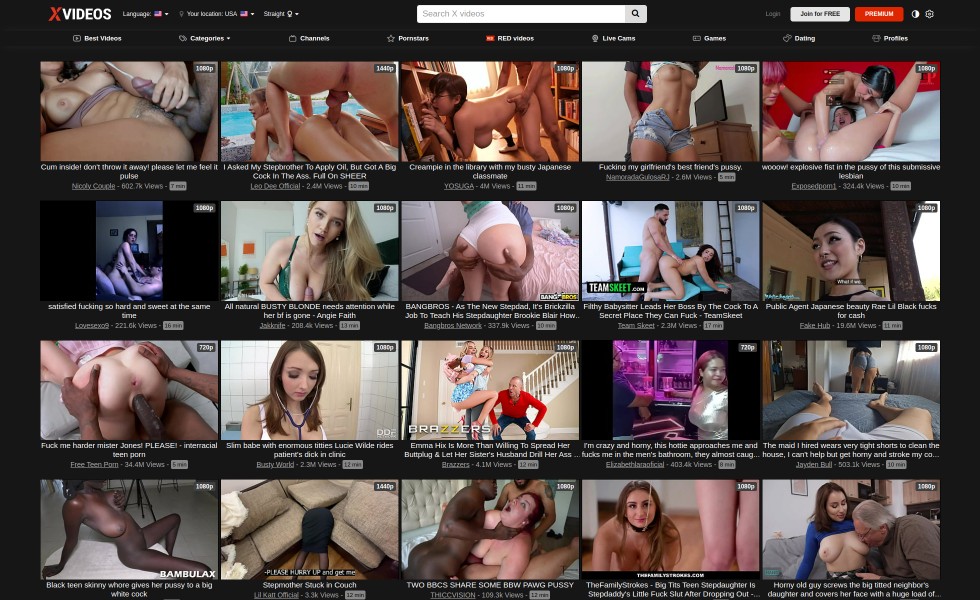 XVIDEOS
Language:
Your location: USA
Straight
Search X videos
Login
Join for FREE
PREMIUM
Best Videos
Categories
Channels
Pornstars
RED videos
Live Cams
Games
Dating
Profiles
1080p
1440p
1080p
1080p
1080p
Cum inside! don't throw it away! please let me feel it
pulse
Nicoly Couple - 602.7k Views - 7 min
I Asked My Stepbrother To Apply Oil, But Got A Big
Cock In The Ass. Full On SHEER
Leo Dee Official - 2.4M Views - 10 min
Creampie in the library with my busty Japanese
classmate
YOSUGA - 4M Views - 11 min
Fucking my girlfriend's best friend's pussy.
NamoradaGulosaRJ - 2.6M Views - 5 min
wooow! explosive fist in the pussy of this submissive
lesbian
Exposedporn1 - 324.4k Views - 10 min
1080p
1080p
1080p
1080p
1080p
BANGBROS
TEAMSKEET.COM
What if we..
satisfied fucking so hard and sweet at the same
time
Lovesexo9 - 221.6k Views - 16 min
All natural BUSTY BLONDE needs attention while
her bf is gone - Angie Faith
Jakknife - 208.4k Views - 13 min
BANGBROS - As The New Stepdad, It's Brickzilla
Job To Teach His Stepdaughter Brookie Blair How..
Bangbros Network - 337.9k Views - 10 min
Filthy Babysitter Leads Her Boss By The Cock To A
Secret Place They Can Fuck - TeamSkeet
Team Skeet - 2.3M Views - 17 min
Public Agent Japanese beauty Rae Lil Black fucks
for cash
Fake Hub - 19.6M Views - 11 min
720p
1080p
1080p
720p
1080p
DDF
BRAZZERS
Fuck me harder mister Jones! PLEASE! - interracial
teen porn
Free Teen Porn - 34.4M Views - 5 min
Slim babe with enormous titties Lucie Wilde rides
patient's dick in clinic
Busty World - 2.3M Views - 12 min
Emma Hix Is More Than Willing To Spread Her
Buttplug & Let Her Sister's Husband Drill Her Ass ...
Brazzers - 4.1M Views - 12 min
I'm crazy and horny, this hottie approaches me and
fucks me in the men's bathroom, they almost caug...
Elizabethlaraoficial - 403.4k Views - 8 min
The maid I hired wears very tight shorts to clean the
house, I can't help but get horny and stroke my co...
Jayden Bull - 503.1k Views - 10 min
1080p
1440p
1080p
1080p
1080p
BAMBULAX
-PLEASE HURRY UP and get me
THEFAMILYSTROKES.COM
Black teen skinny whore gives her pussy to a big
white cock
Stepmother Stuck in Couch
Lil Katt Official - 3.3k Views - 12 min
TWO BBCS SHARE SOME BBW PAWG PUSSY
THICCVISION - 109.3k Views - 12 min
TheFamilyStrokes - Big Tits Teen Stepdaughter Is
Stepdaddy's Little Fuck Slut After Dropping Out -...
Horny old guy screws the big titted neighbor's
daughter and covers her face with a huge load of...